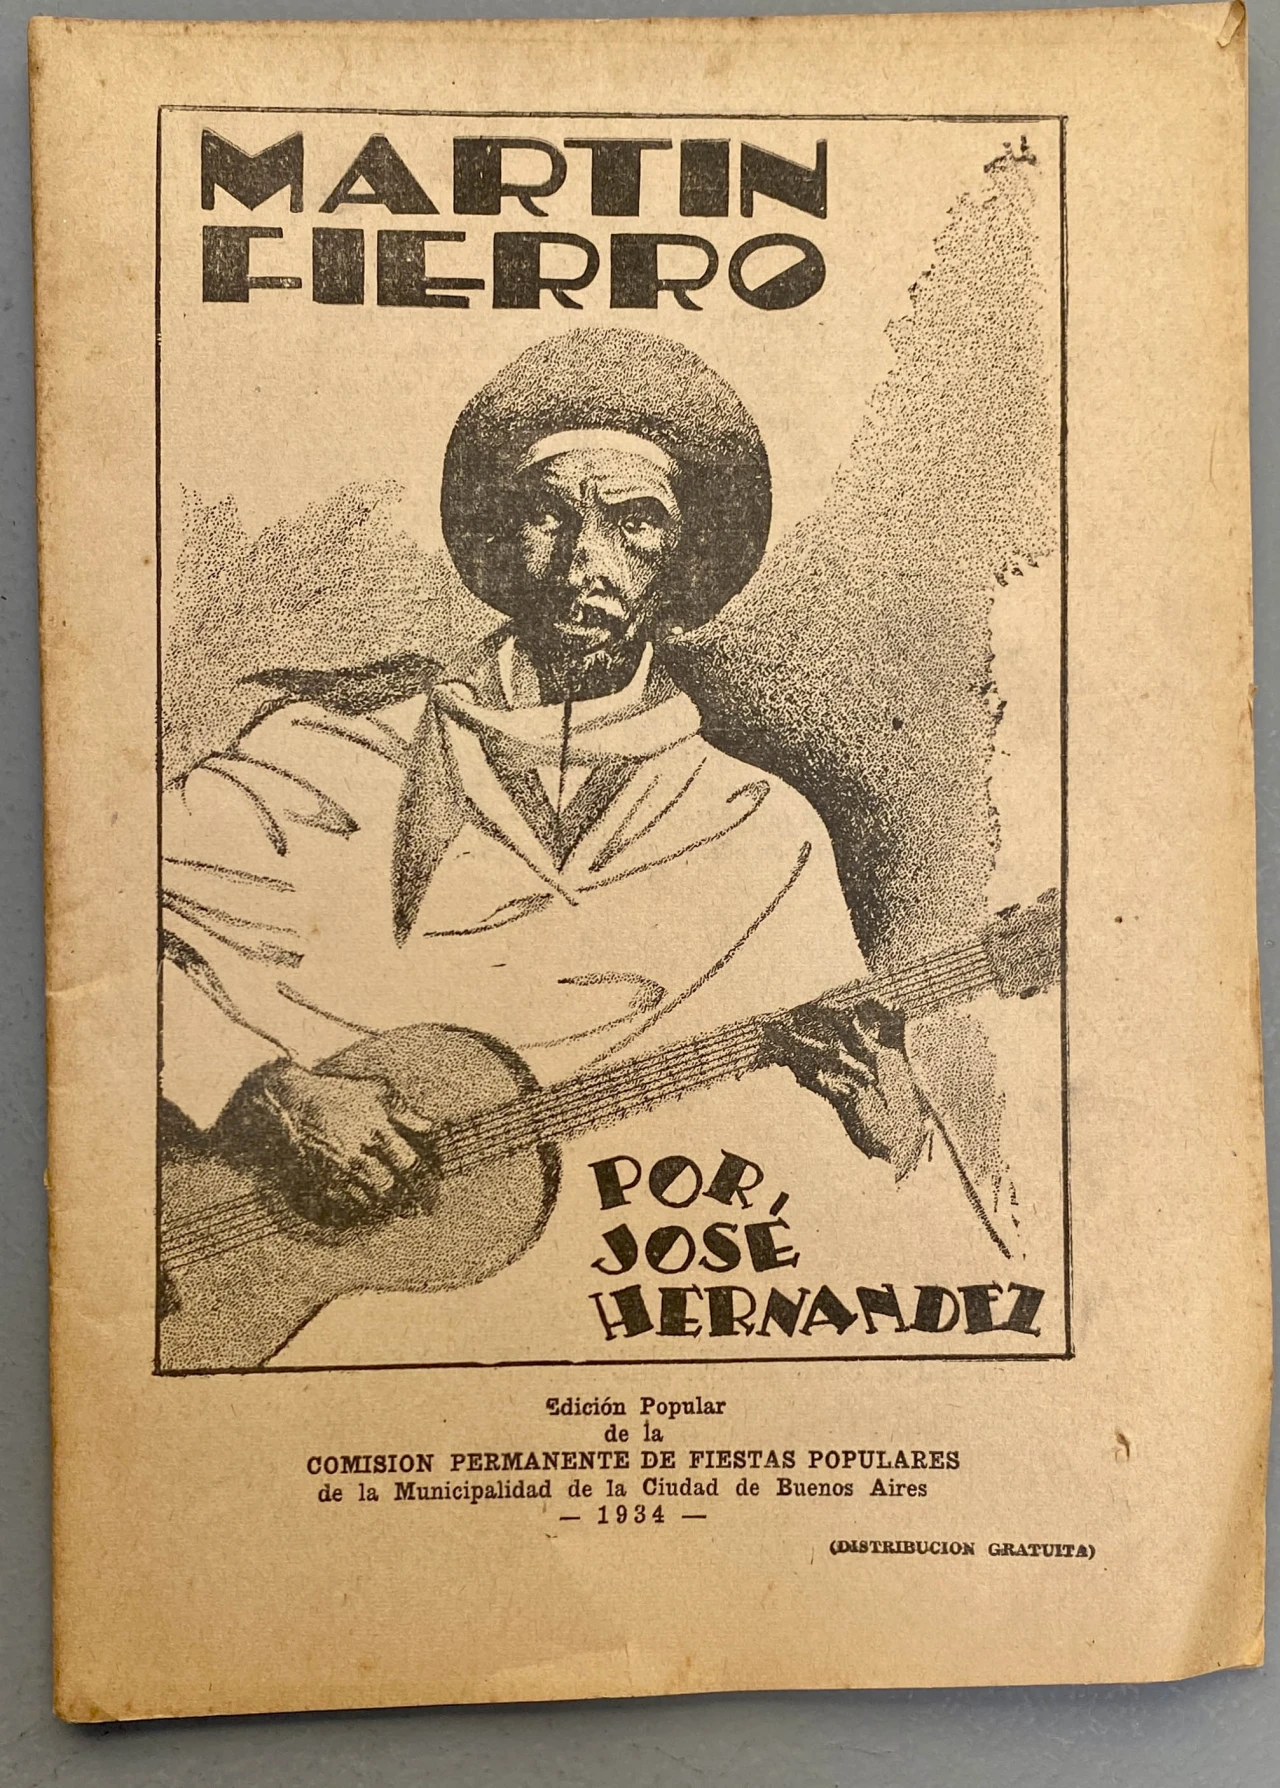 MARTIN
FIERRO
POR
JOSÉ
HERNANDEZ
Edición Popular
de la
COMISION PERMANENTE DE FIESTAS POPULARES
de la Municipalidad de la Ciudad de Buenos Aires
— 1934 —
(DISTRIBUCION GRATUITA)